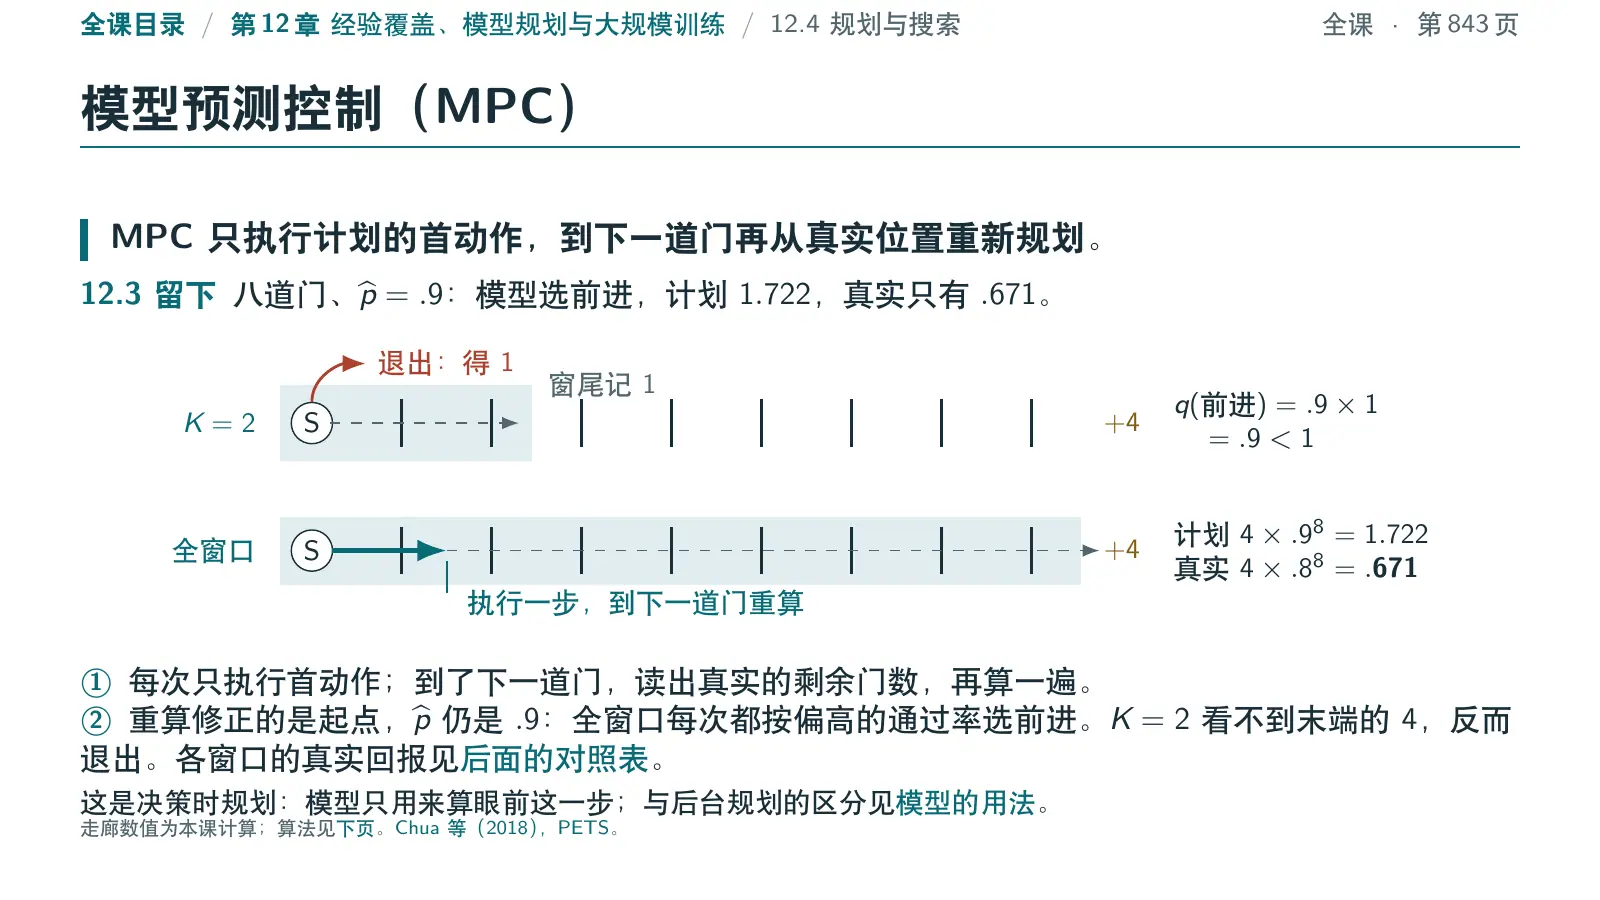 全课目录 / 第 12 章 经验覆盖、模型规划与大规模训练 / 12.4 规划与搜索 全课 · 第 843 页
模型预测控制（MPC）
MPC 只执行计划的首动作，到下一道门再从真实位置重新规划。
12.3 留下 八道门、p̂ = .9：模型选前进，计划 1.722，真实只有 .671。
退出：得 1
窗尾记 1
K = 2 S +4 q(前进) = .9 × 1
= .9 < 1
全窗口 S +4 计划 4 × .9⁸ = 1.722
真实 4 × .8⁸ = .671
执行一步，到下一道门重算
① 每次只执行首动作；到了下一道门，读出真实的剩余门数，再算一遍。
② 重算修正的是起点，p̂ 仍是 .9：全窗口每次都按偏高的通过率选前进。K = 2 看不到末端的 4，反而
退出。各窗口的真实回报见后面的对照表。
这是决策时规划：模型只用来算眼前这一步；与后台规划的区分见模型的用法。
走廊数值为本课计算；算法见下页。Chua 等（2018），PETS。